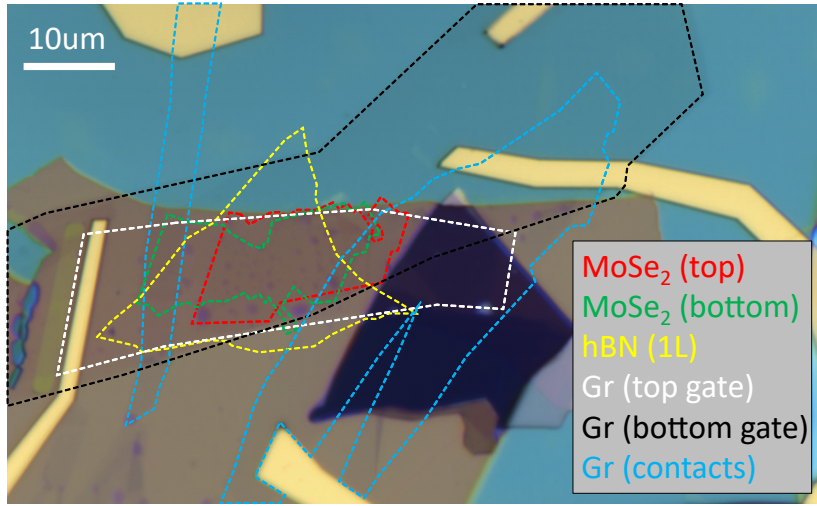 10um
MoSe₂ (top)
MoSe₂ (bottom)
hBN (1L)
Gr (top gate)
Gr (bottom gate)
Gr (contacts)